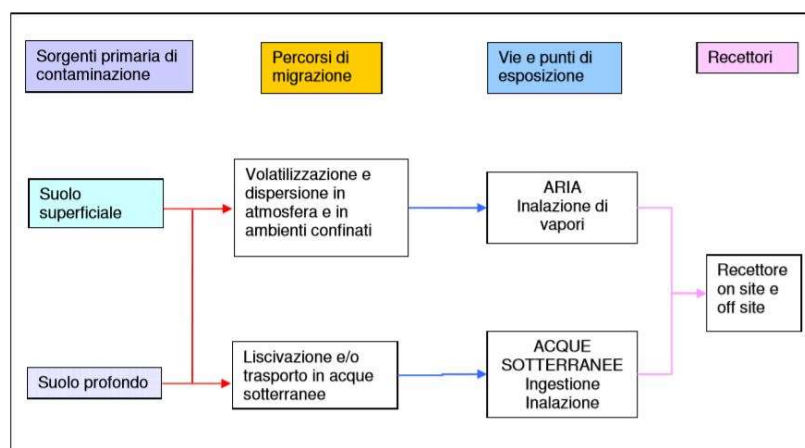 Sorgenti primaria di
contaminazione
Percorsi di
migrazione
Vie e punti di
esposizione
Recettori
Suolo
superficiale
Volatilizzazione e
dispersione in
atmosfera e in
ambienti confinati
ARIA
Inalazione di
vapori
Recettore
on site e
off site
Suolo profondo
Liscivazione e/o
trasporto in acque
sotterranee
ACQUE
SOTTERRANEE
Ingestione
Inalazione